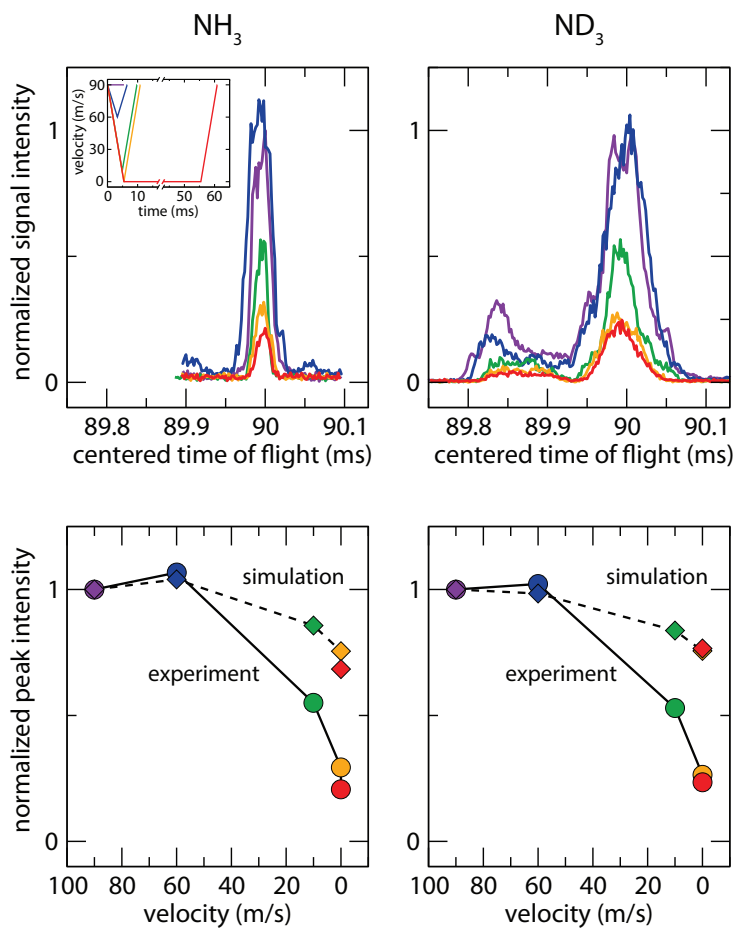 NH3
ND3
normalized signal intensity
1
0
velocity (m/s)
90
60
30
0
0
10
50
60
time (ms)
89.8
89.9
90
90.1
centered time of flight (ms)
1
0
89.8
89.9
90
90.1
centered time of flight (ms)
normalized peak intensity
1
0
simulation
experiment
100
80
60
40
20
0
velocity (m/s)
1
0
simulation
experiment
100
80
60
40
20
0
velocity (m/s)